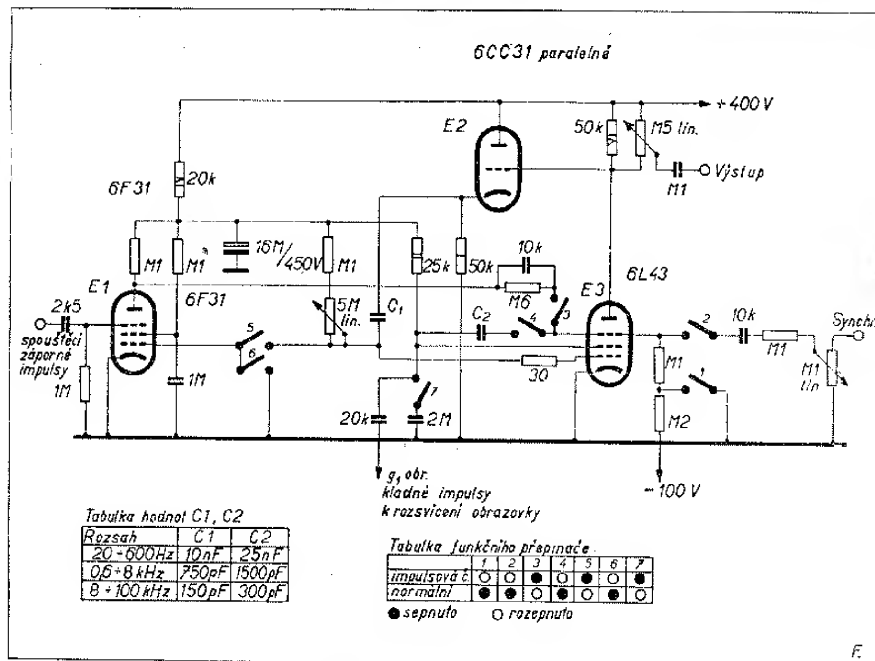 6CC31 paralelně
+400V
E2
50k
M5 lin.
Výstup
M1
6F31
20k
M1
M1
16M/450V
M1
25k
50k
10k
M6
E3
6L43
E1
6F31
2k5
spouštěcí
záporné
impulsy
5M
lin.
C1
C2
4
3
5
6
2
10k
Synchr.
M1
M1
lin
1M
1M
30
M1
1
M2
7
20k
2M
g1 obr.
kladné impulsy
k rozsvícení obrazovky
-100V
Tabulka hodnot C1, C2
Rozsah C1 C2
20÷600Hz 10nF 25nF
0,6÷8 kHz 750pF 1500pF
8÷100kHz 150pF 300pF
Tabulka funkčního přepínače
1 2 3 4 5 6 7
impulsová č. ○ ○ ● ○ ● ○ ●
normální ● ● ○ ● ○ ● ○
● sepnuto ○ rozepnuto
F.